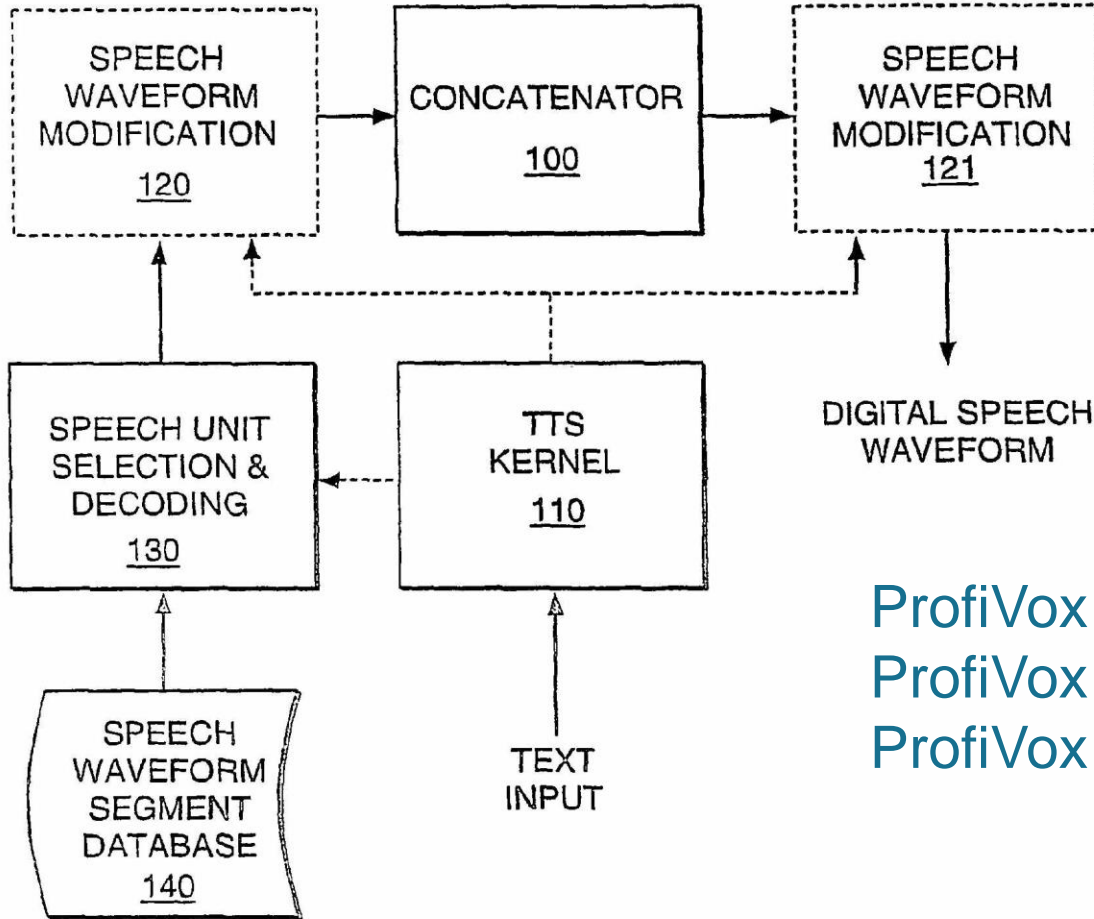 SPEECH
WAVEFORM
MODIFICATION
120
CONCATENATOR
100
SPEECH
WAVEFORM
MODIFICATION
121
SPEECH UNIT
SELECTION &
DECODING
130
TTS
KERNEL
110
DIGITAL SPEECH
WAVEFORM
SPEECH
WAVEFORM
SEGMENT
DATABASE
140
TEXT
INPUT
ProfiVox
ProfiVox
ProfiVox